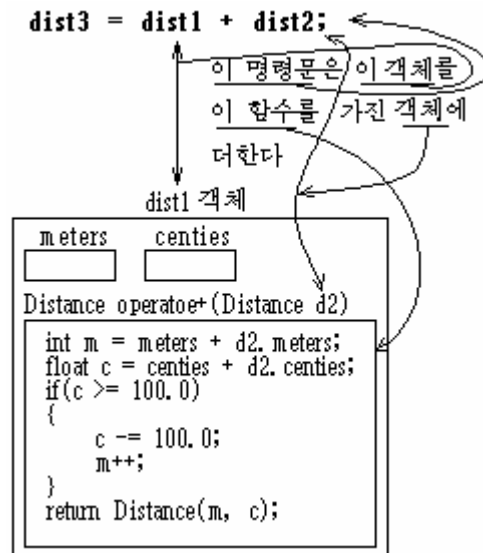 dist3 = dist1 + dist2;
이 명령문은 이 객체를
이 함수를 가진 객체에
더한다
dist1 객체
meters centies
Distance operatoe+(Distance d2)
int m = meters + d2.meters;
float c = centies + d2.centies;
if(c >= 100.0)
{
c -= 100.0;
m++;
}
return Distance(m, c);